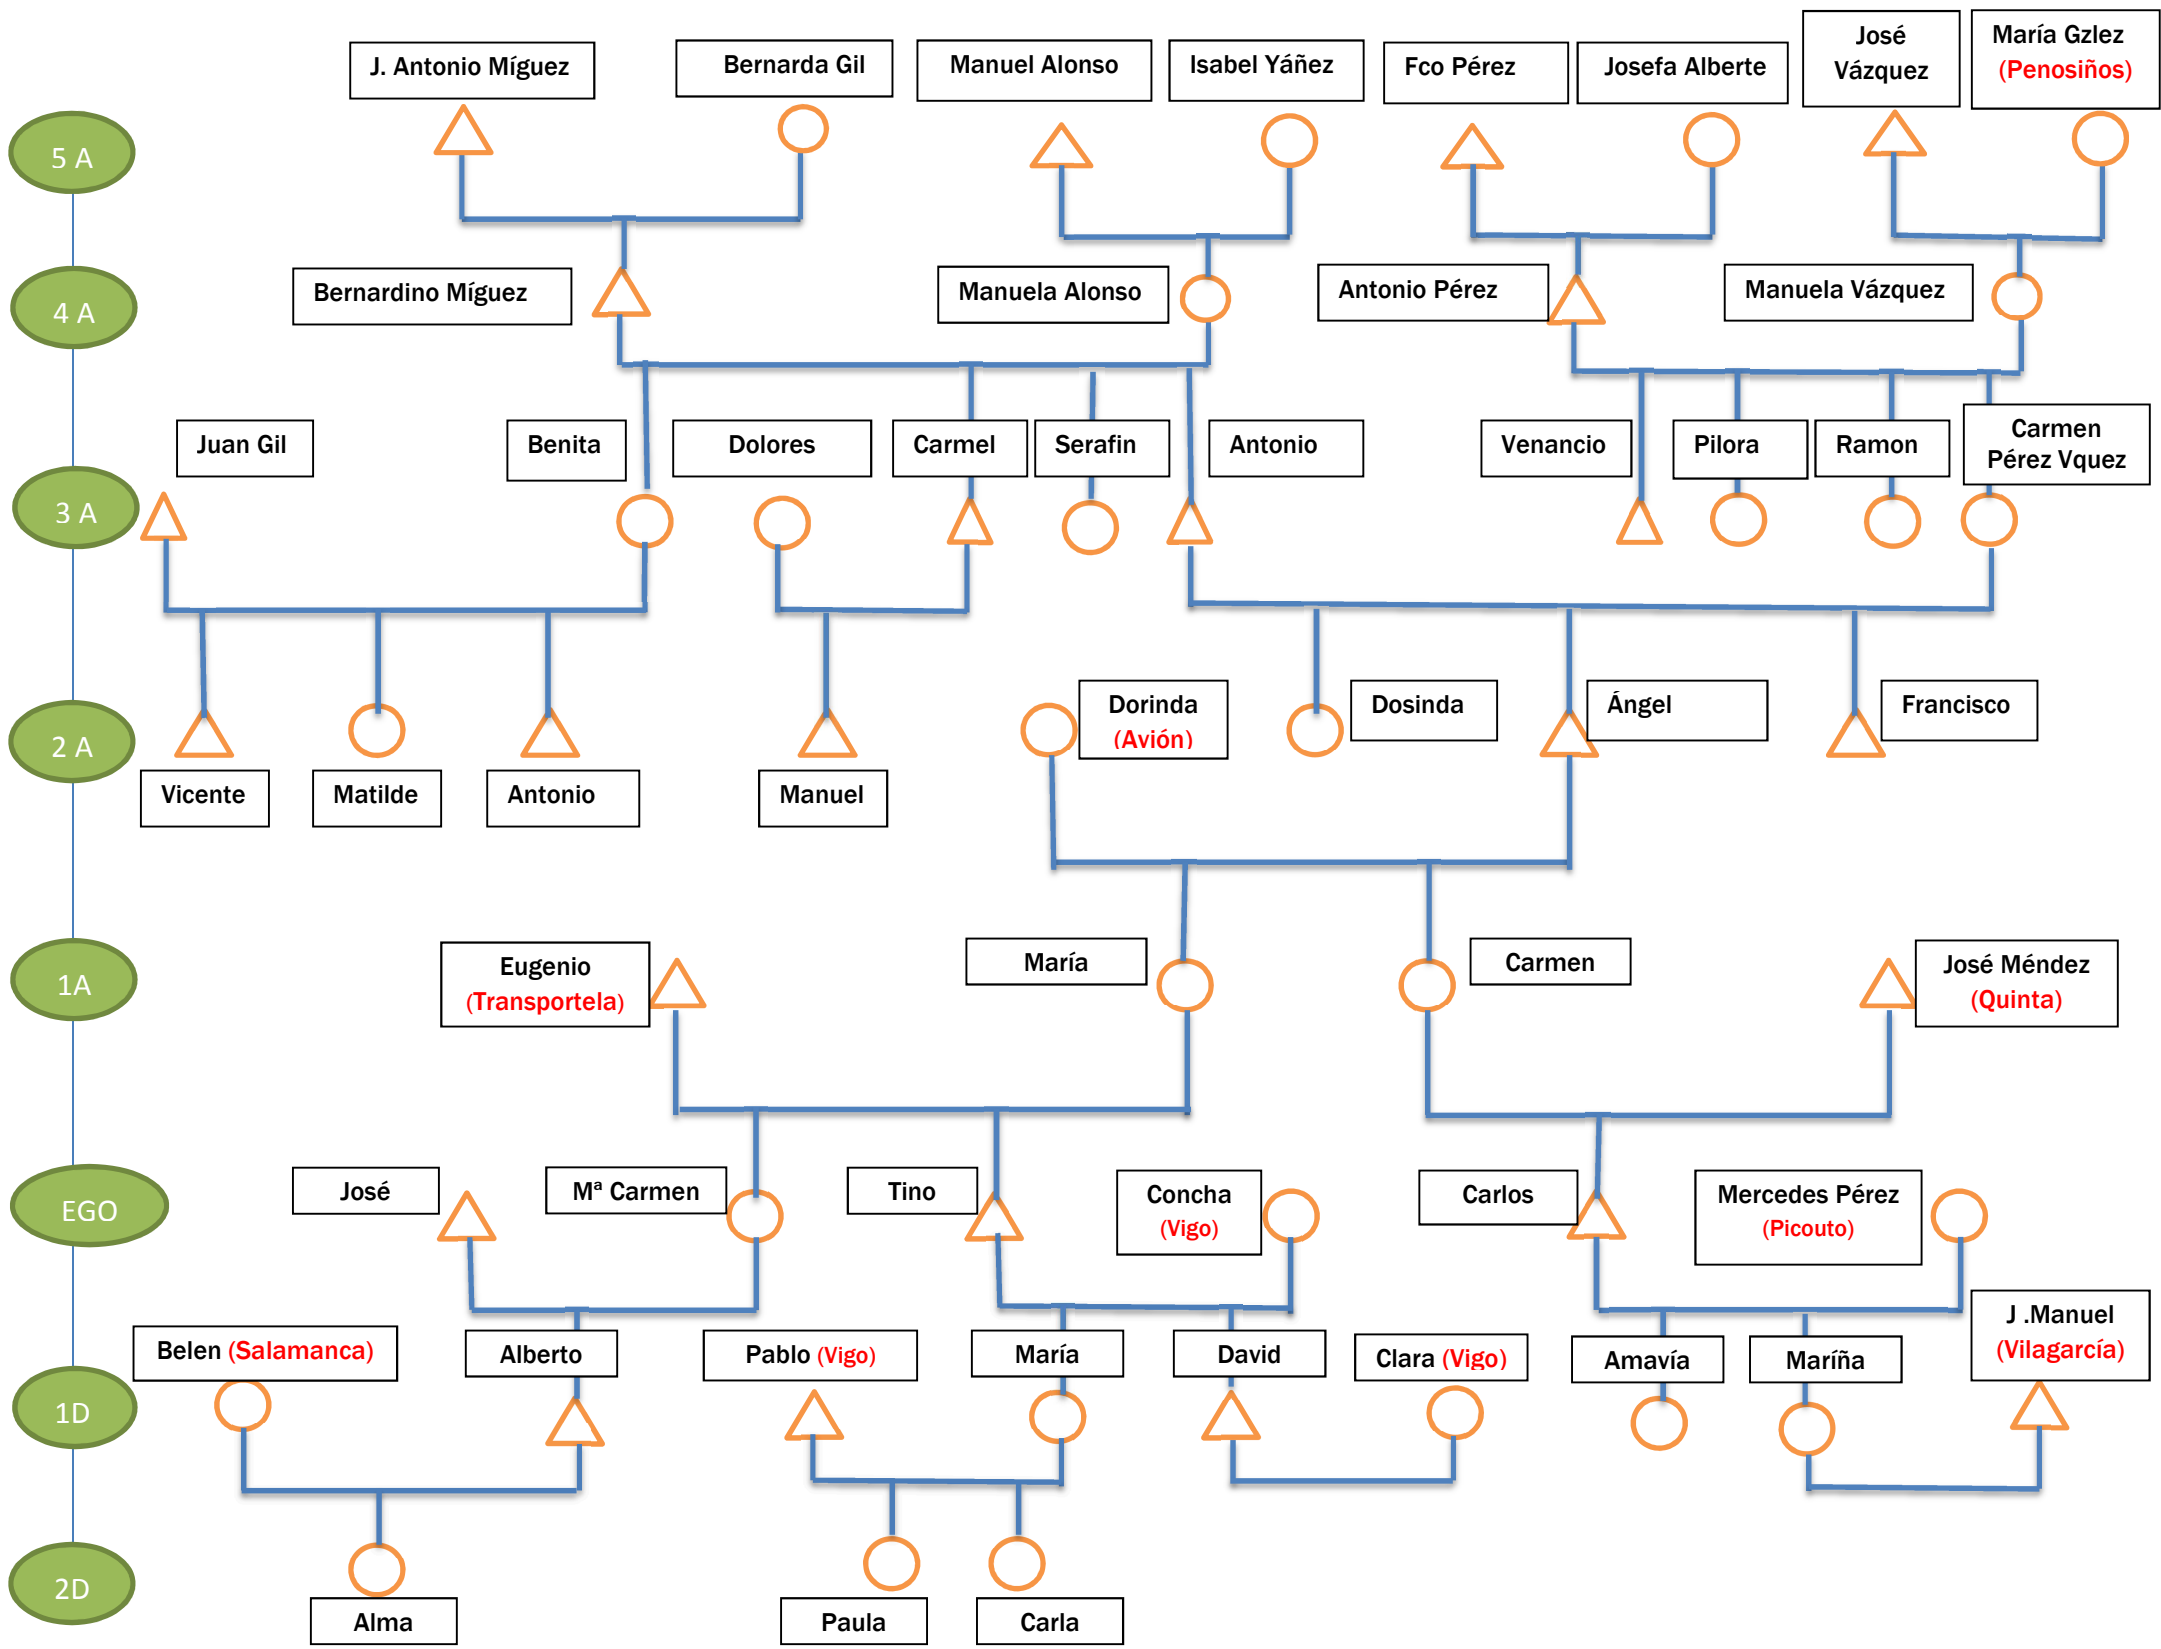 J. Antonio Míguez
Bernarda Gil
Manuel Alonso
Isabel Yáñez
Fco Pérez
Josefa Alberte
José
Vázquez
María Gzlez
(Penosiños)
5 A
4 A
Bernardino Míguez
Manuela Alonso
Antonio Pérez
Manuela Vázquez
Juan Gil
Benita
Dolores
Carmel
Serafin
Antonio
Venancio
Pilora
Ramon
Carmen
Pérez Vquez
3 A
2 A
Dorinda
(Avión)
Dosinda
Ángel
Francisco
Vicente
Matilde
Antonio
Manuel
1A
Eugenio
(Transportela)
María
Carmen
José Méndez
(Quinta)
EGO
José
Mª Carmen
Tino
Concha
(Vigo)
Carlos
Mercedes Pérez
(Picouto)
Belen (Salamanca)
Alberto
Pablo (Vigo)
María
David
Clara (Vigo)
Amavía
Maríña
J .Manuel
(Vilagarcía)
1D
2D
Alma
Paula
Carla